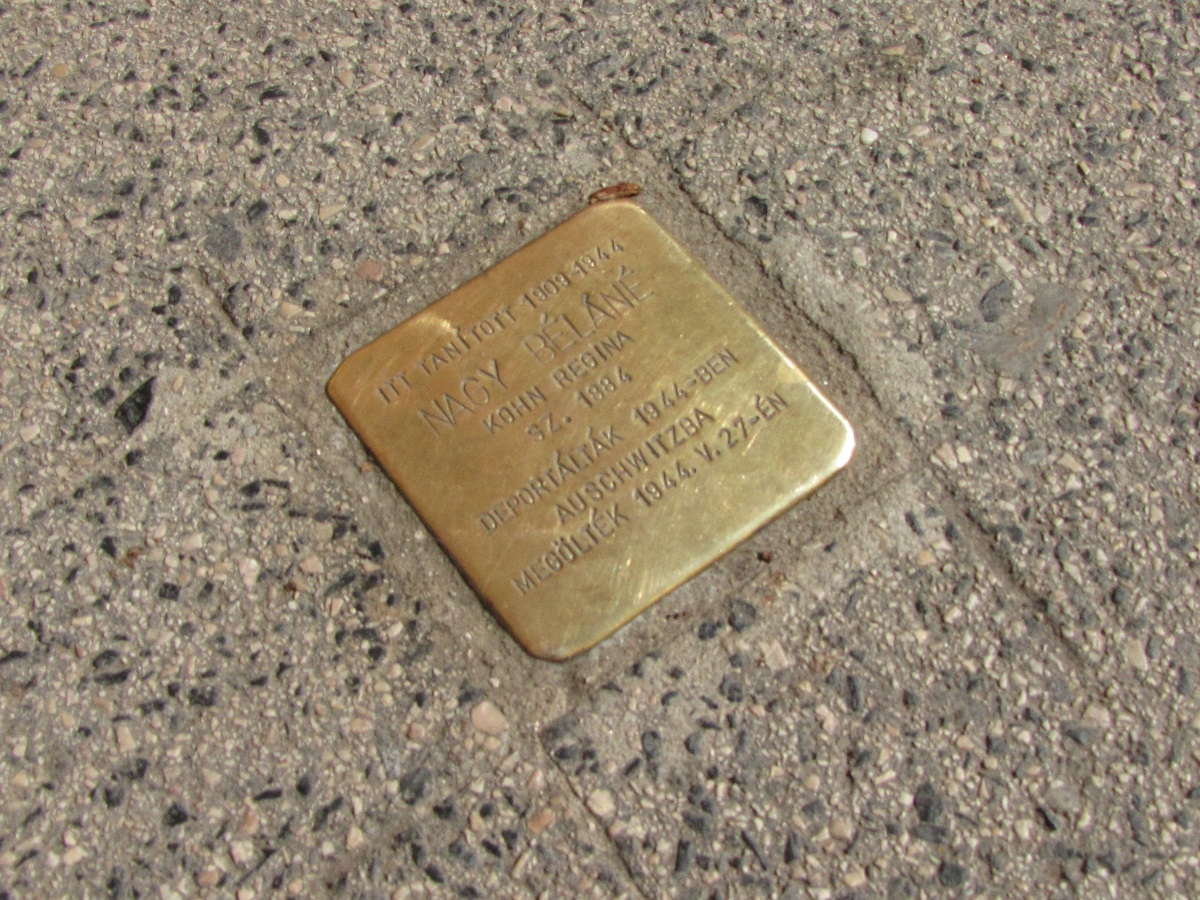 ITT TANÍTOTT 1909-1944
NAGY BÉLÁNÉ
KOHN REGINA
SZ. 1884
DEPORTÁLTÁK 1944-BEN
AUSCHWITZBA
MEGÖLTÉK 1944. V. 27-ÉN